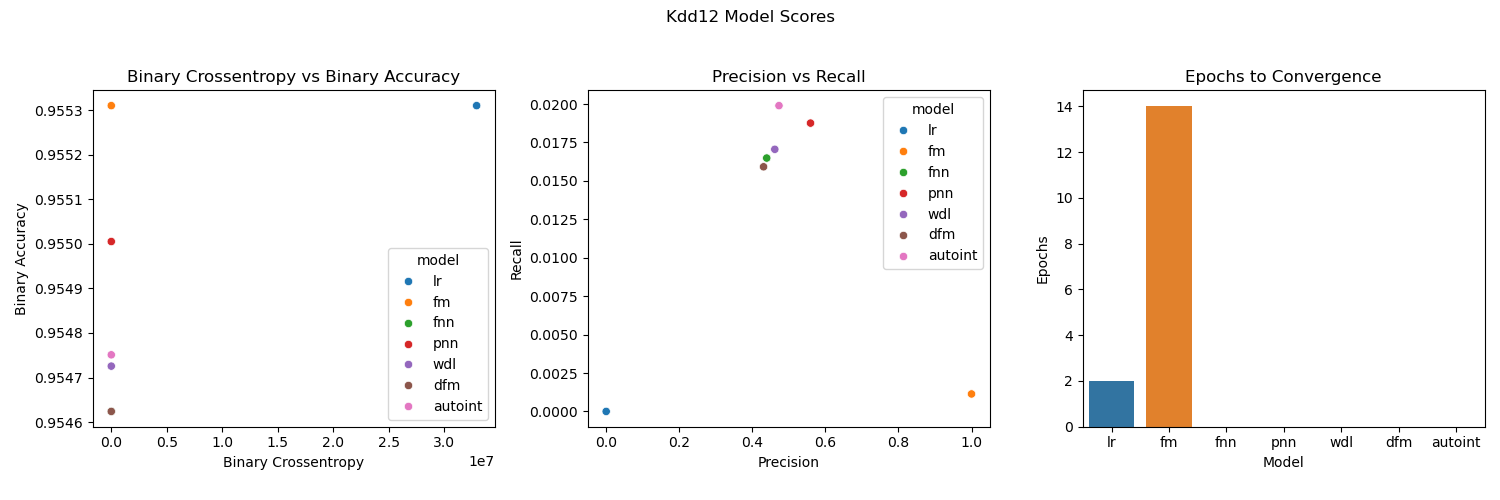 Kdd12 Model Scores
Binary Crossentropy vs Binary Accuracy
Binary Accuracy
0.9553
0.9552
0.9551
0.9550
0.9549
0.9548
0.9547
0.9546
0.0
0.5
1.0
1.5
2.0
2.5
3.0
1e7
Binary Crossentropy
model
lr
fm
fnn
pnn
wdl
dfm
autoint
Precision vs Recall
Recall
0.0200
0.0175
0.0150
0.0125
0.0100
0.0075
0.0050
0.0025
0.0000
0.0
0.2
0.4
0.6
0.8
1.0
Precision
model
lr
fm
fnn
pnn
wdl
dfm
autoint
Epochs to Convergence
Epochs
14
12
10
8
6
4
2
0
lr
fm
fnn
pnn
wdl
dfm
autoint
Model